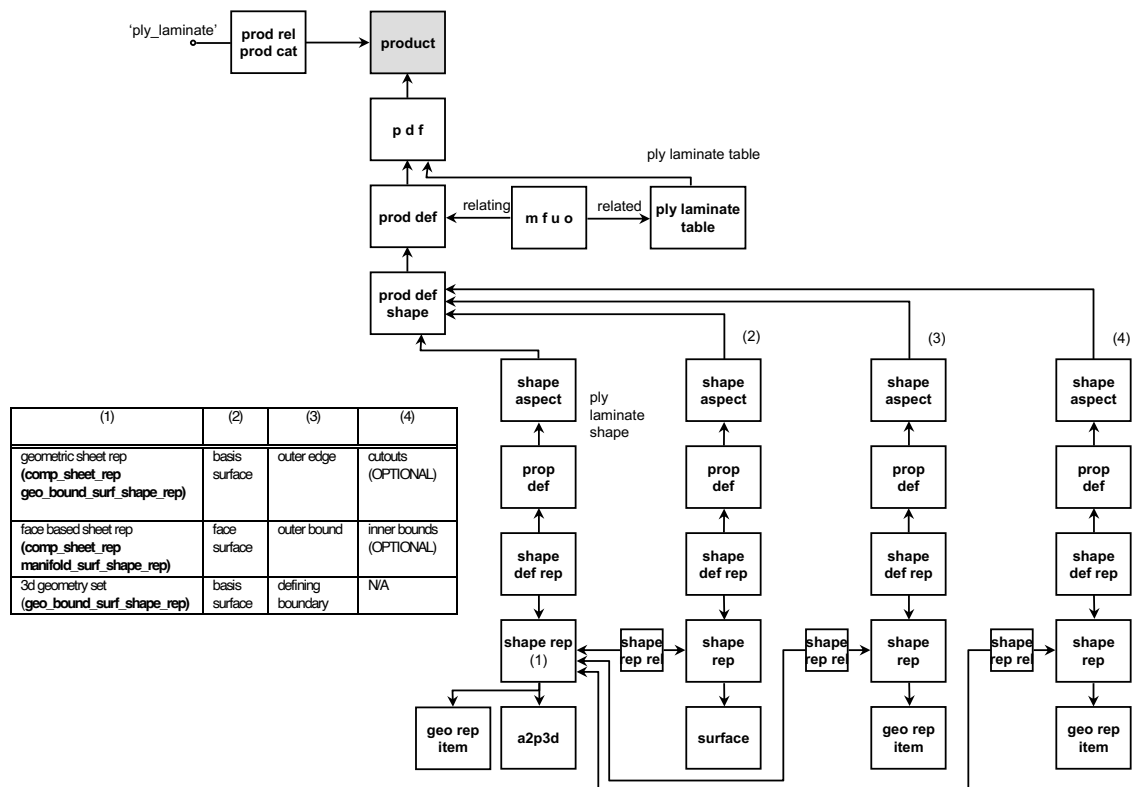 ‘ply_laminate’
prod rel
prod cat
product
p d f
ply laminate table
prod def
relating
m f u o
related
ply laminate
table
prod def
shape
(2)
(3)
(4)
shape
aspect
ply
laminate
shape
shape
aspect
shape
aspect
shape
aspect
(1)
(2)
(3)
(4)
geometric sheet rep
(comp_sheet_rep
geo_bound_surf_shape_rep)
basis
surface
outer edge
cutouts
(OPTIONAL)
face based sheet rep
(comp_sheet_rep
manifold_surf_shape_rep)
face
surface
outer bound
inner bounds
(OPTIONAL)
3d geometry set
(geo_bound_surf_shape_rep)
basis
surface
defining
boundary
N/A
prop
def
prop
def
prop
def
prop
def
shape
def rep
shape
def rep
shape
def rep
shape
def rep
shape rep
(1)
shape
rep rel
shape
rep
shape
rep rel
shape
rep
shape
rep rel
shape
rep
geo rep
item
a2p3d
surface
geo rep
item
geo rep
item